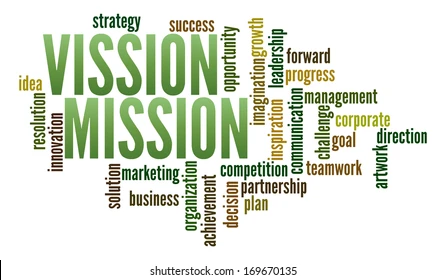 strategy
success
VISSION
MISSION
opportunity
imagination
growth
leadership
forward
progress
idea
resolution
innovation
inspiration
communication
management
challenge
corporate
goal
direction
artwork
teamwork
solution
marketing
business
organization
achievement
competition
decision
partnership
plan
shutterstock.com · 169670135